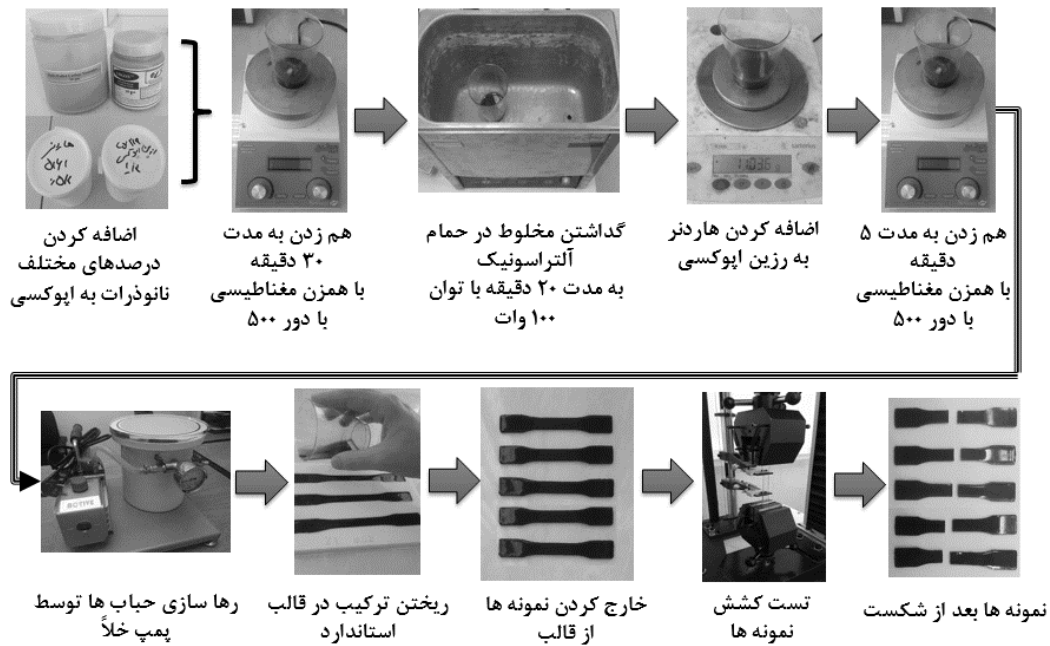 اضافه کردن
درصدهای مختلف
نانوذرات به اپوکسی
هم زدن به مدت
۳۰ دقیقه
با همزن مغناطیسی
با دور ۵۰۰
گذاشتن مخلوط در حمام
آلتراسونیک
به مدت ۲۰ دقیقه با توان
۱۰۰ وات
اضافه کردن هاردنر
به رزین اپوکسی
هم زدن به مدت ۵
دقیقه
با همزن مغناطیسی
با دور ۵۰۰
رها سازی حباب ها توسط
پمپ خلأ
ریختن ترکیب در قالب
استاندارد
خارج کردن نمونه ها
از قالب
تست کشش
نمونه ها
نمونه ها بعد از شکست